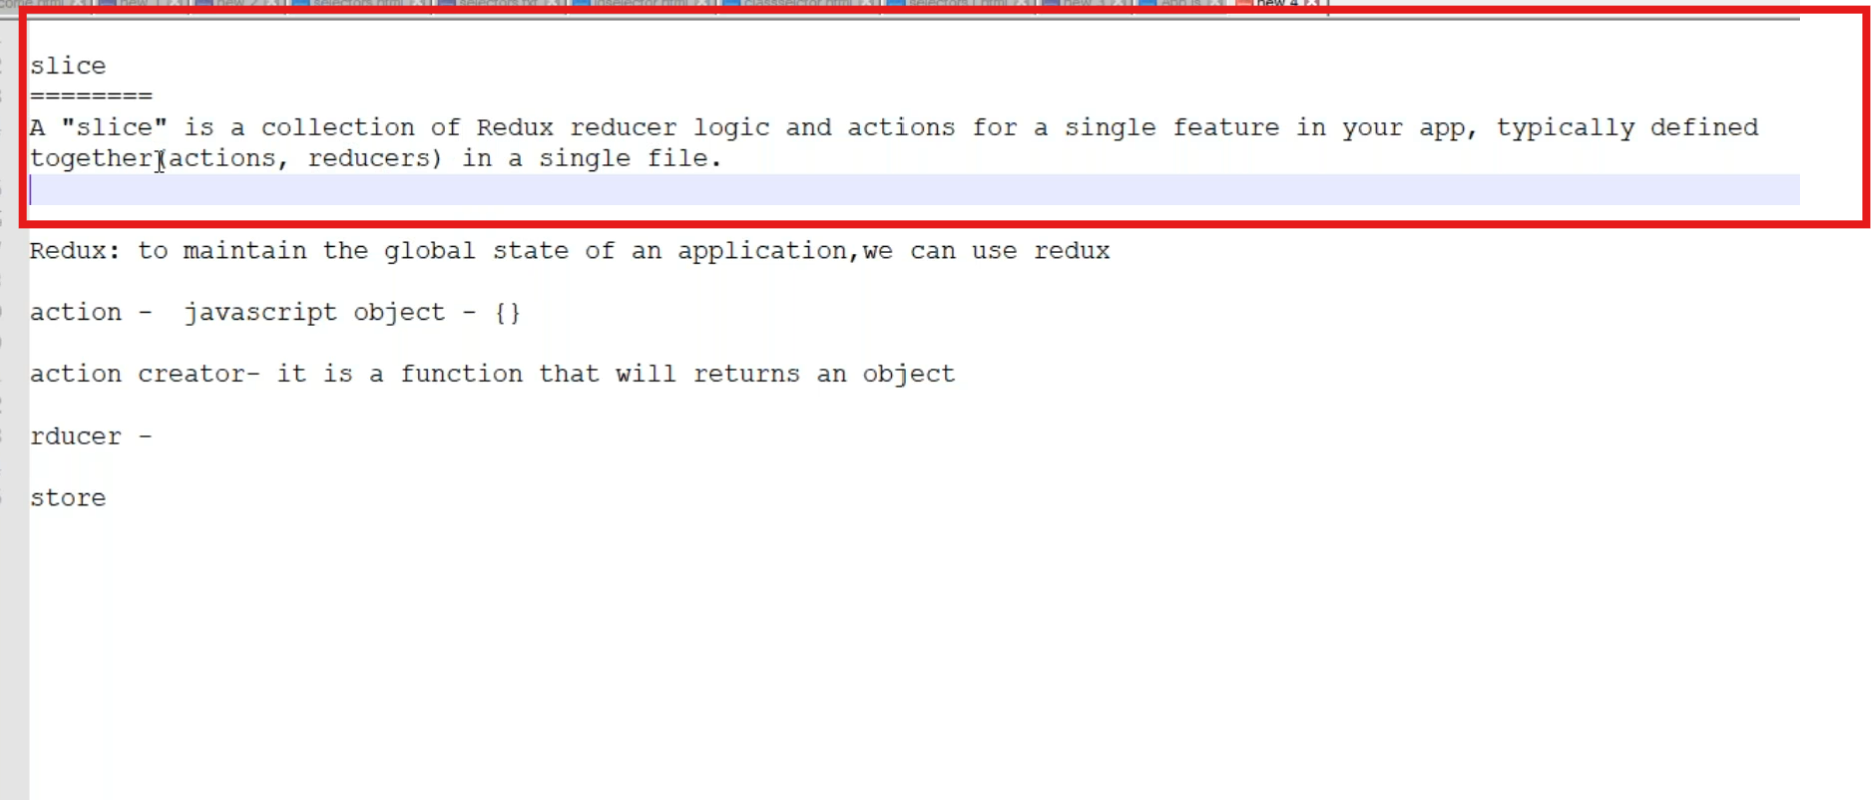 slice
========
A "slice" is a collection of Redux reducer logic and actions for a single feature in your app, typically defined
together(actions, reducers) in a single file.
Redux: to maintain the global state of an application,we can use redux
action -  javascript object - {}
action creator- it is a function that will returns an object
rducer -
store